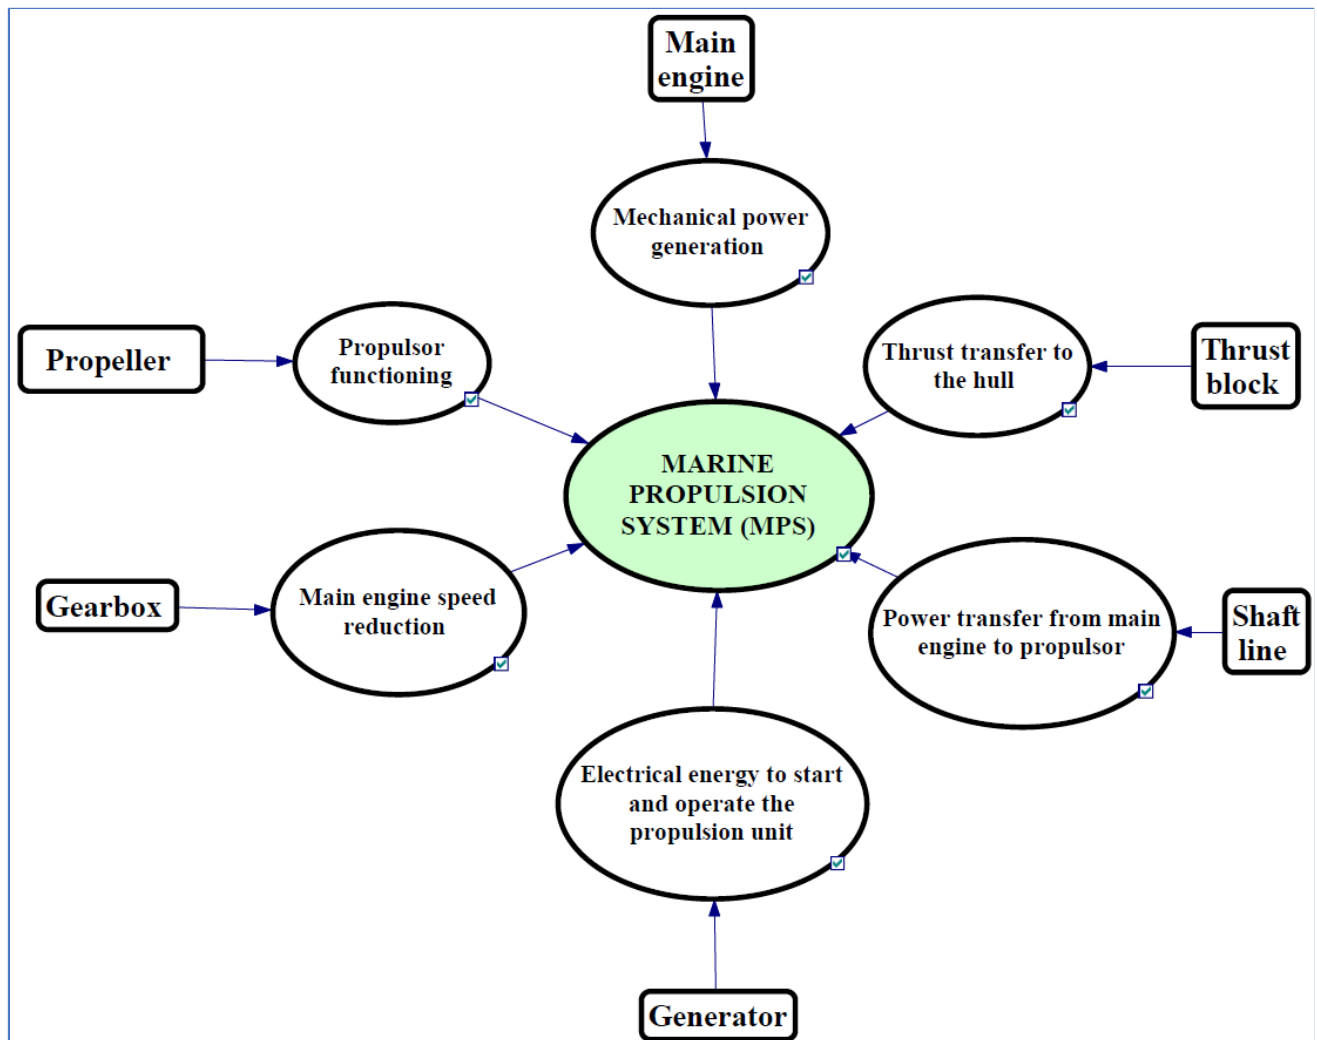 Main
engine
Mechanical power
generation
Propeller
Propulsor
functioning
Thrust transfer to
the hull
Thrust
block
MARINE
PROPULSION
SYSTEM (MPS)
Gearbox
Main engine speed
reduction
Power transfer from main
engine to propulsor
Shaft
line
Electrical energy to start
and operate the
propulsion unit
Generator